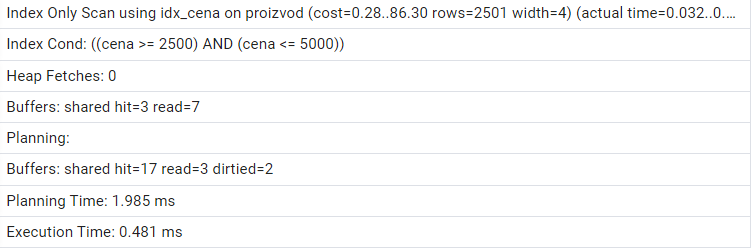 Index Only Scan using idx_cena on proizvod (cost=0.28..86.30 rows=2501 width=4) (actual time=0.032..0....
Index Cond: ((cena >= 2500) AND (cena <= 5000))
Heap Fetches: 0
Buffers: shared hit=3 read=7
Planning:
Buffers: shared hit=17 read=3 dirtied=2
Planning Time: 1.985 ms
Execution Time: 0.481 ms